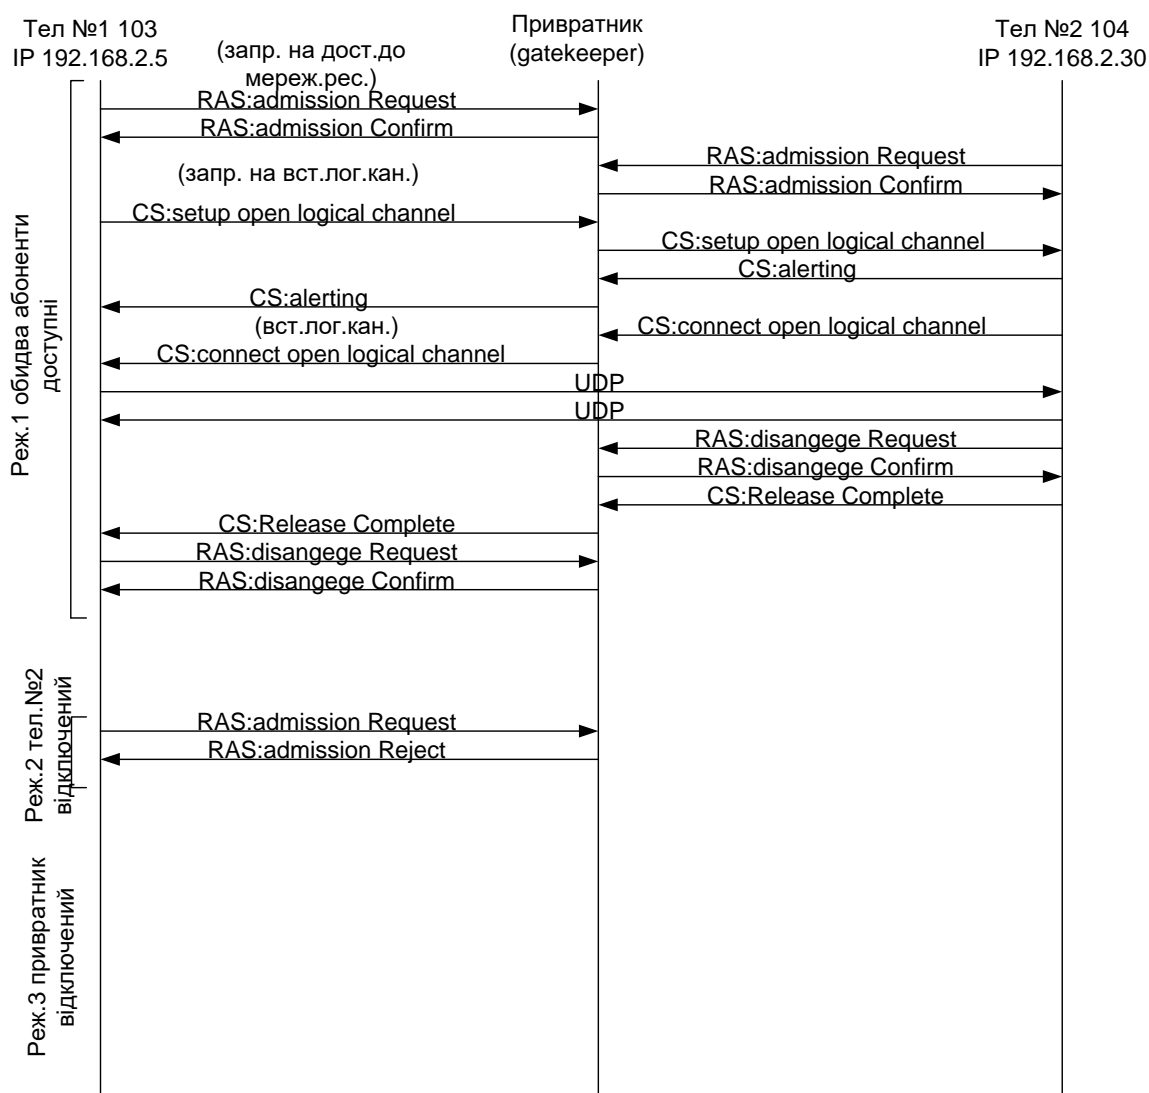 Тел №1 103
IP 192.168.2.5
Привратник
(gatekeeper)
Тел №2 104
IP 192.168.2.30
(запр. на дост.до
мереж.рес.)
RAS:admission Request
RAS:admission Confirm
RAS:admission Request
(запр. на вст.лог.кан.)
RAS:admission Confirm
CS:setup open logical channel
CS:setup open logical channel
CS:alerting
CS:alerting
(вст.лог.кан.)
CS:connect open logical channel
CS:connect open logical channel
UDP
UDP
RAS:disangege Request
RAS:disangege Confirm
CS:Release Complete
CS:Release Complete
RAS:disangege Request
RAS:disangege Confirm
Реж.1 обидва абоненти
доступні
RAS:admission Request
RAS:admission Reject
Реж.2 тел.№2
відключений
Реж.3 привратник
відключений